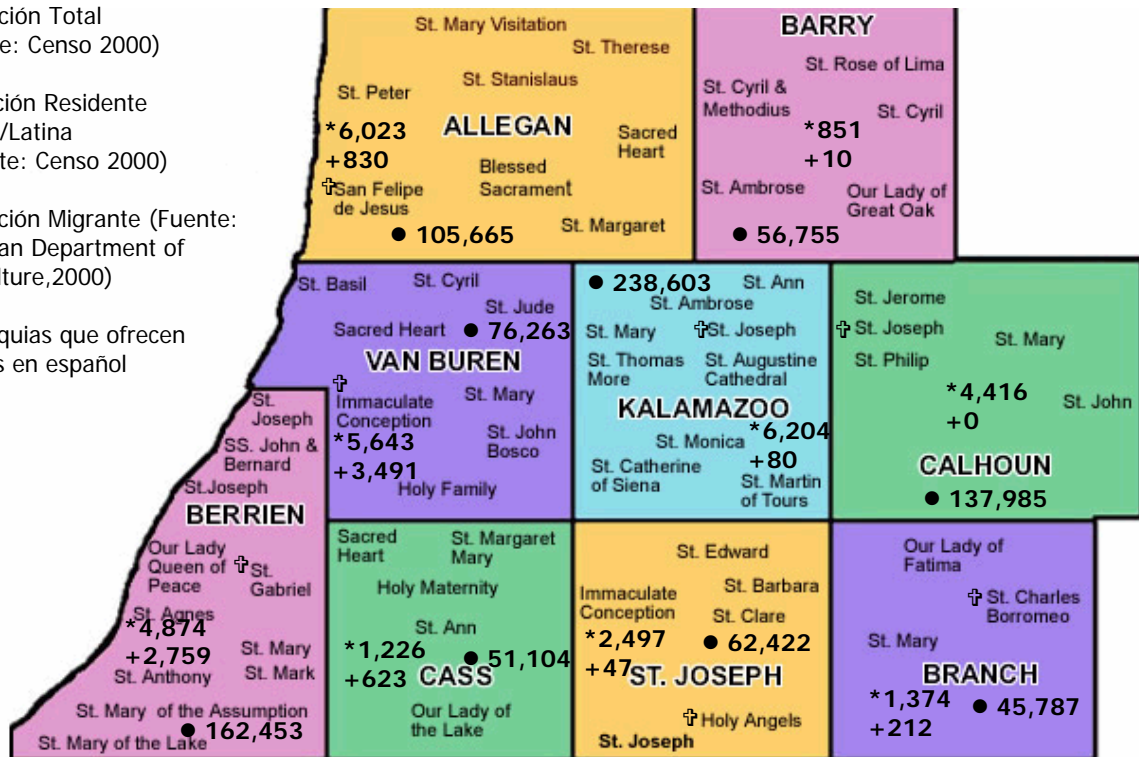 ción Total
e: Censo 2000)
ción Residente
/Latina
te: Censo 2000)
ción Migrante (Fuente:
an Department of
lture,2000)
quias que ofrecen
s en español
St. Mary Visitation
St. Therese
St. Stanislaus
St. Peter
*6,023
+830
ALLEGAN
Sacred
Heart
Blessed
Sacrament
✞San Felipe
de Jesus
St. Margaret
● 105,665
BARRY
St. Rose of Lima
St. Cyril &
Methodius
St. Cyril
*851
+10
St. Ambrose
Our Lady of
Great Oak
● 56,755
St. Basil
St. Cyril
St. Jude
Sacred Heart
● 76,263
VAN BUREN
✞
Immaculate
Conception
St. Mary
*5,643
+3,491
St. John
Bosco
Holy Family
● 238,603
St. Ann
St. Ambrose
St. Mary
✞St. Joseph
St. Thomas
More
St. Augustine
Cathedral
KALAMAZOO
St. Monica
*6,204
+80
St. Catherine
of Siena
St. Martin
of Tours
St. Jerome
✞ St. Joseph
St. Mary
St. Philip
*4,416
+0
St. John
CALHOUN
● 137,985
St.
Joseph
SS. John &
Bernard
St.Joseph
BERRIEN
Our Lady
Queen of
Peace
✞St.
Gabriel
St. Agnes
*4,874
+2,759
St. Mary
St. Anthony
St. Mark
St. Mary of the Assumption
● 162,453
St. Mary of the Lake
Sacred
Heart
St. Margaret
Mary
Holy Maternity
St. Ann
*1,226
+623
● 51,104
CASS
Our Lady of
the Lake
St. Edward
Immaculate
Conception
St. Barbara
St. Clare
*2,497
+47
● 62,422
ST. JOSEPH
✞Holy Angels
St. Joseph
Our Lady of
Fatima
✞ St. Charles
Borromeo
St. Mary
BRANCH
*1,374
+212
● 45,787